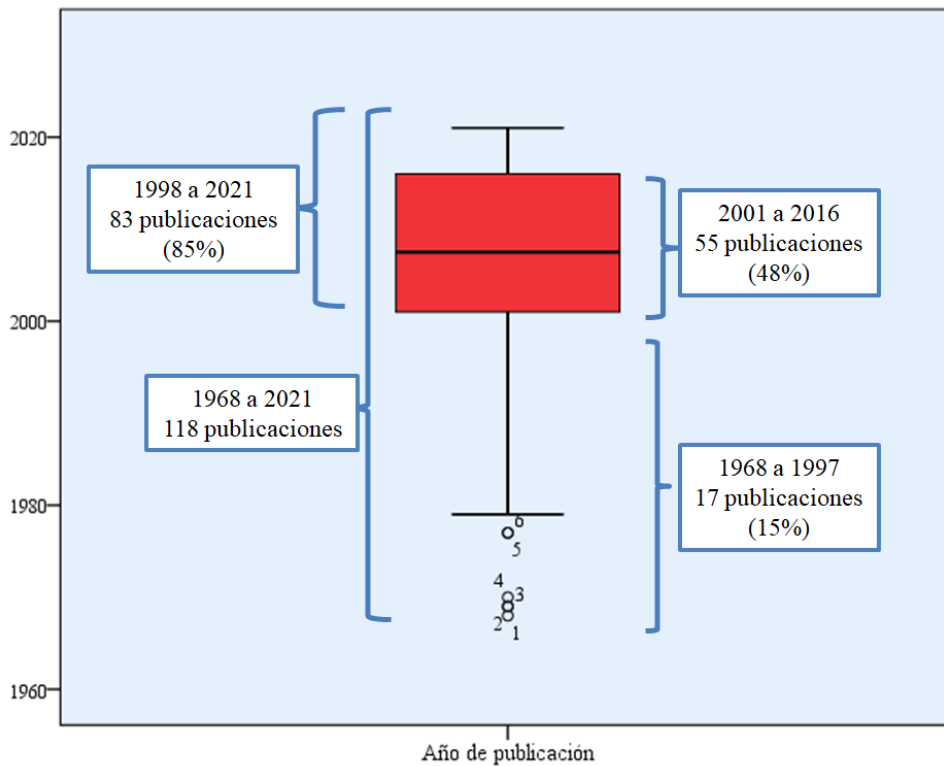 2020
2000
1980
1960
1998 a 2021
83 publicaciones
(85%)
1968 a 2021
118 publicaciones
2001 a 2016
55 publicaciones
(48%)
1968 a 1997
17 publicaciones
(15%)
6
5
4
3
2
1
Año de publicación